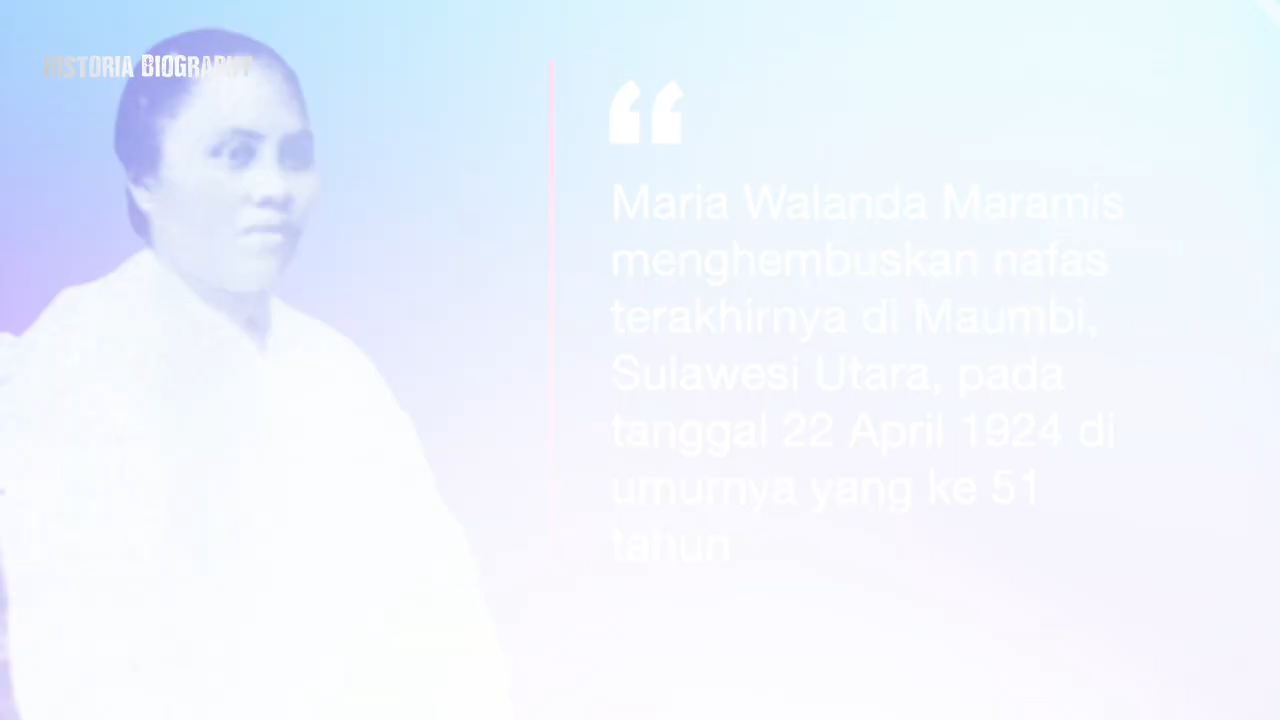 HISTORIA BIOGRAPHY
“
Maria Walanda Maramis
menghembuskan nafas
terakhirnya di Maumbi,
Sulawesi Utara, pada
tanggal 22 April 1924 di
umurnya yang ke 51
tahun